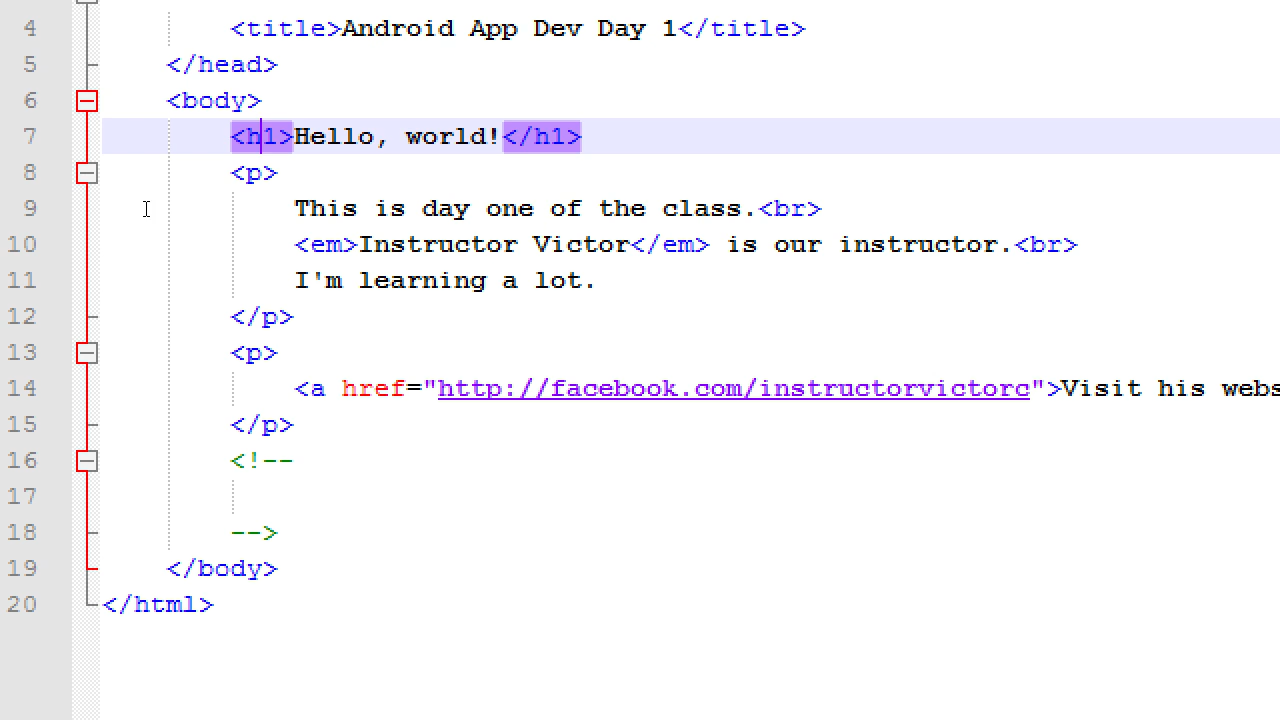 4 <title>Android App Dev Day 1</title>
5 </head>
6 <body>
7 <h1>Hello, world!</h1>
8 <p>
9 This is day one of the class.<br>
10 <em>Instructor Victor</em> is our instructor.<br>
11 I'm learning a lot.
12 </p>
13 <p>
14 <a href="http://facebook.com/instructorvictorc">Visit his webs
15 </p>
16 <!--
17
18 -->
19 </body>
20 </html>